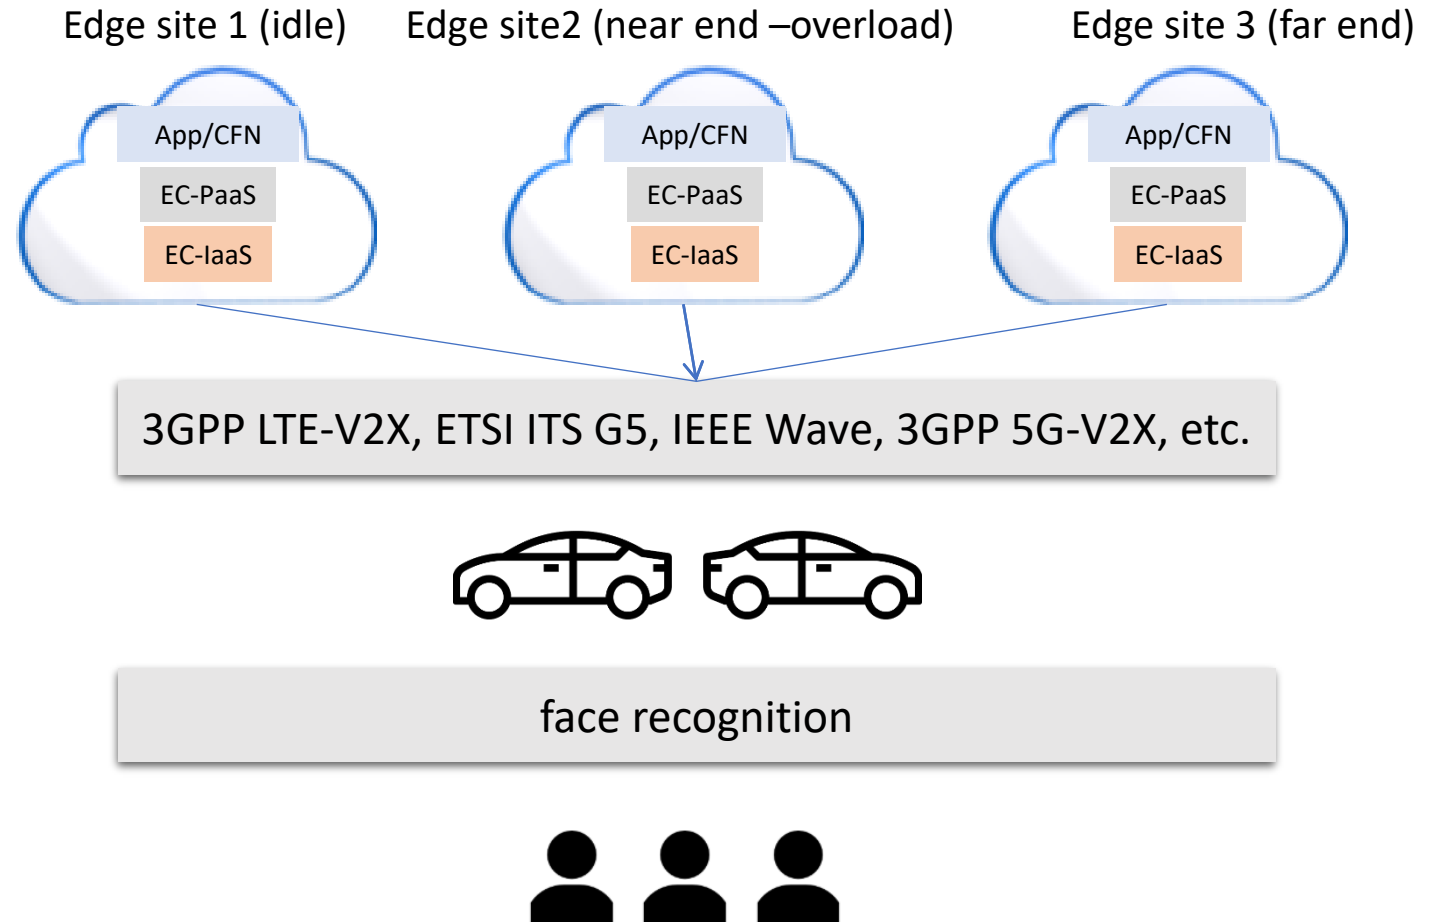 Edge site 1 (idle)
Edge site2 (near end –overload)
Edge site 3 (far end)
App/CFN
EC-PaaS
EC-IaaS
App/CFN
EC-PaaS
EC-IaaS
App/CFN
EC-PaaS
EC-IaaS
3GPP LTE-V2X, ETSI ITS G5, IEEE Wave, 3GPP 5G-V2X, etc.
face recognition